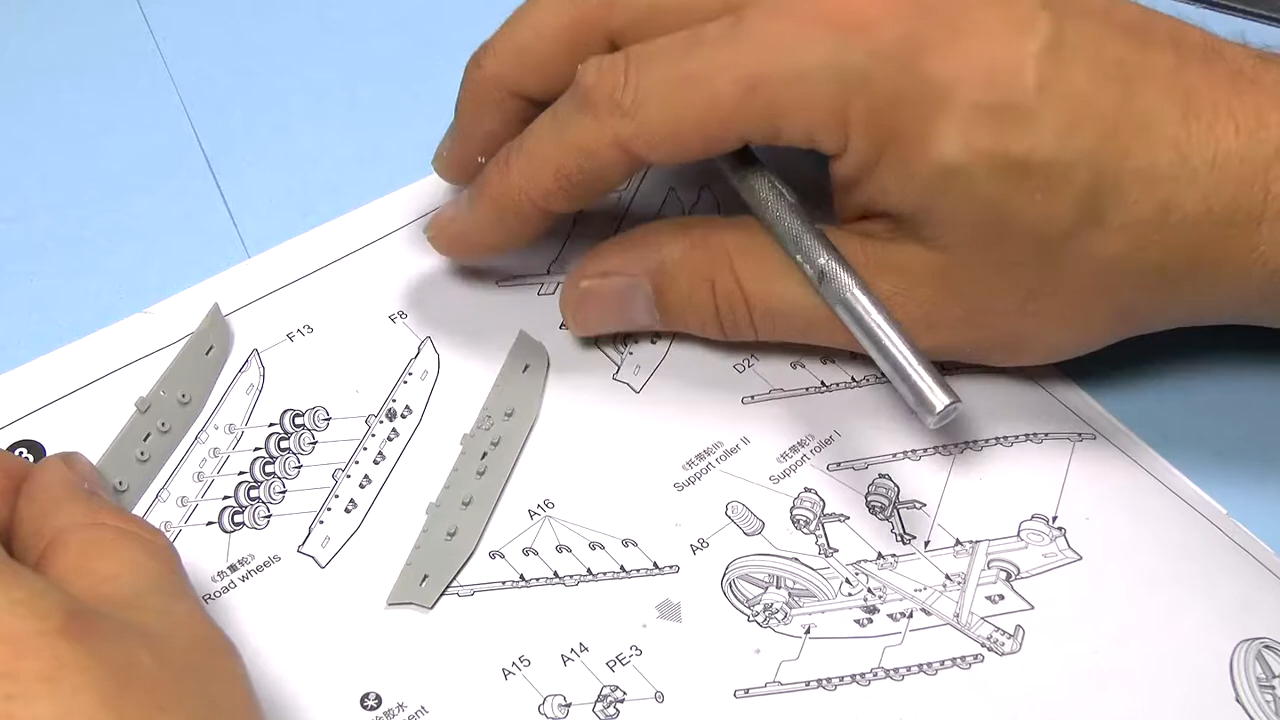 3
F13
F8
D21
《负重轮》
Road wheels
A16
《托带轮II》
Support roller II
《托带轮I》
Support roller I
A8
A15
A14
PE-3